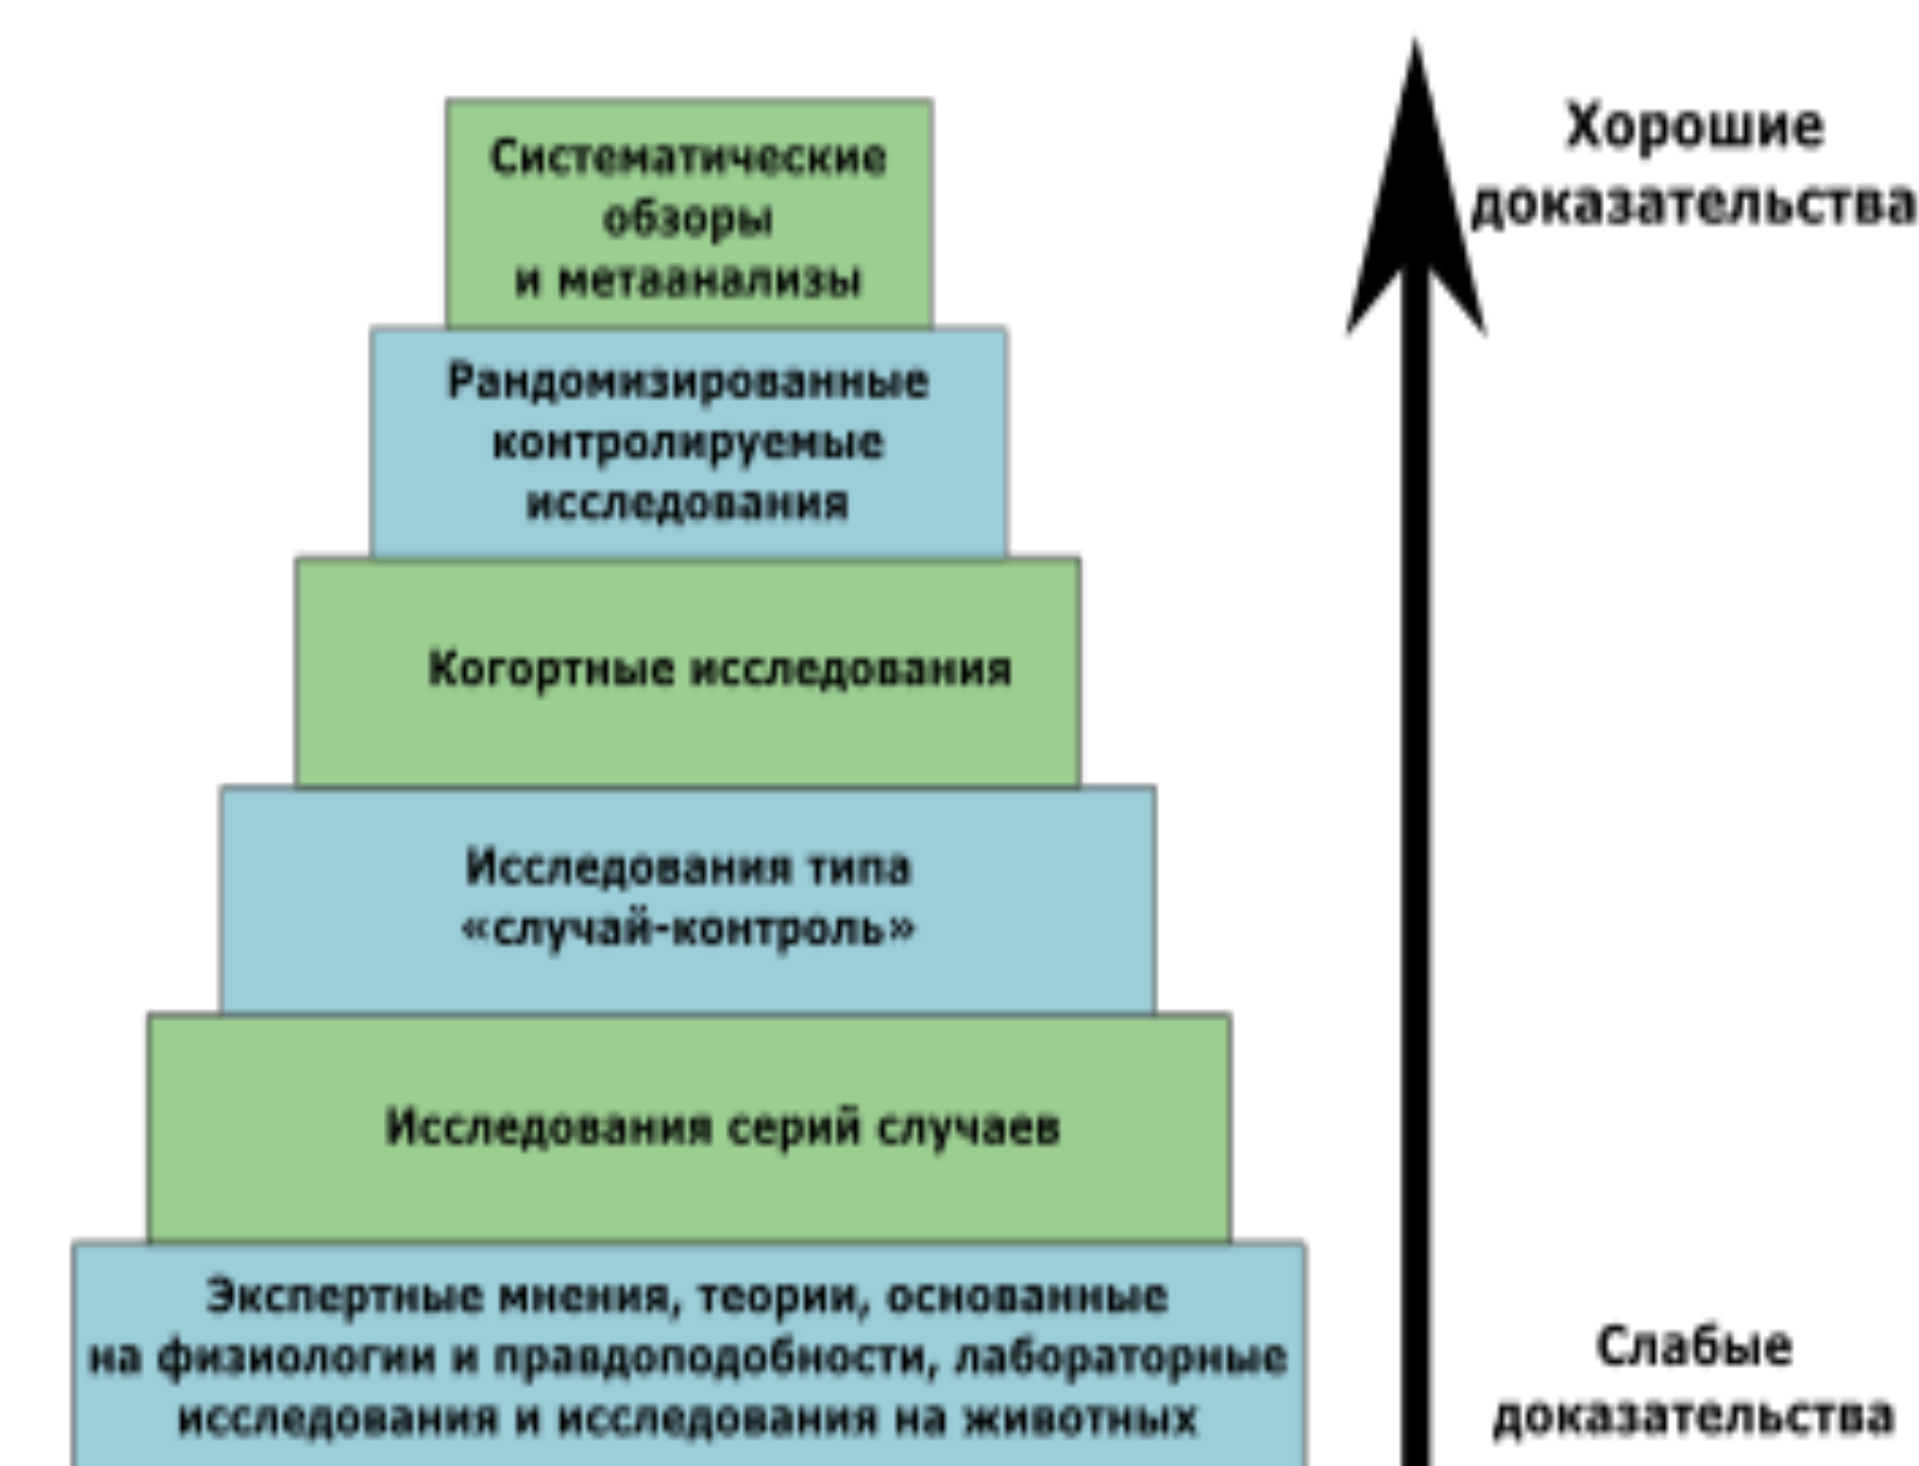 Систематические
обзоры
и метаанализы
Рандомизированные
контролируемые
исследования
Когортные исследования
Исследования типа
«случай-контроль»
Исследования серий случаев
Экспертные мнения, теории, основанные
на физиологии и правдоподобности, лабораторные
исследования и исследования на животных
Хорошие
доказательства
Слабые
доказательства